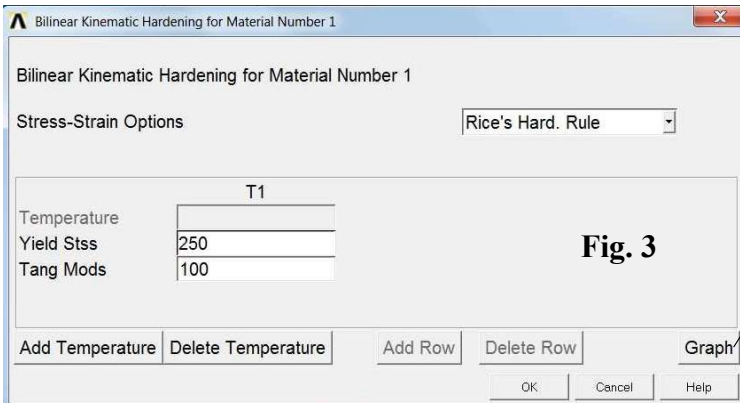 Bilinear Kinematic Hardening for Material Number 1
Bilinear Kinematic Hardening for Material Number 1
Stress-Strain Options Rice's Hard. Rule
T1
Temperature
Yield Stss 250
Tang Mods 100
Fig. 3
Add Temperature Delete Temperature Add Row Delete Row Graph
OK Cancel Help